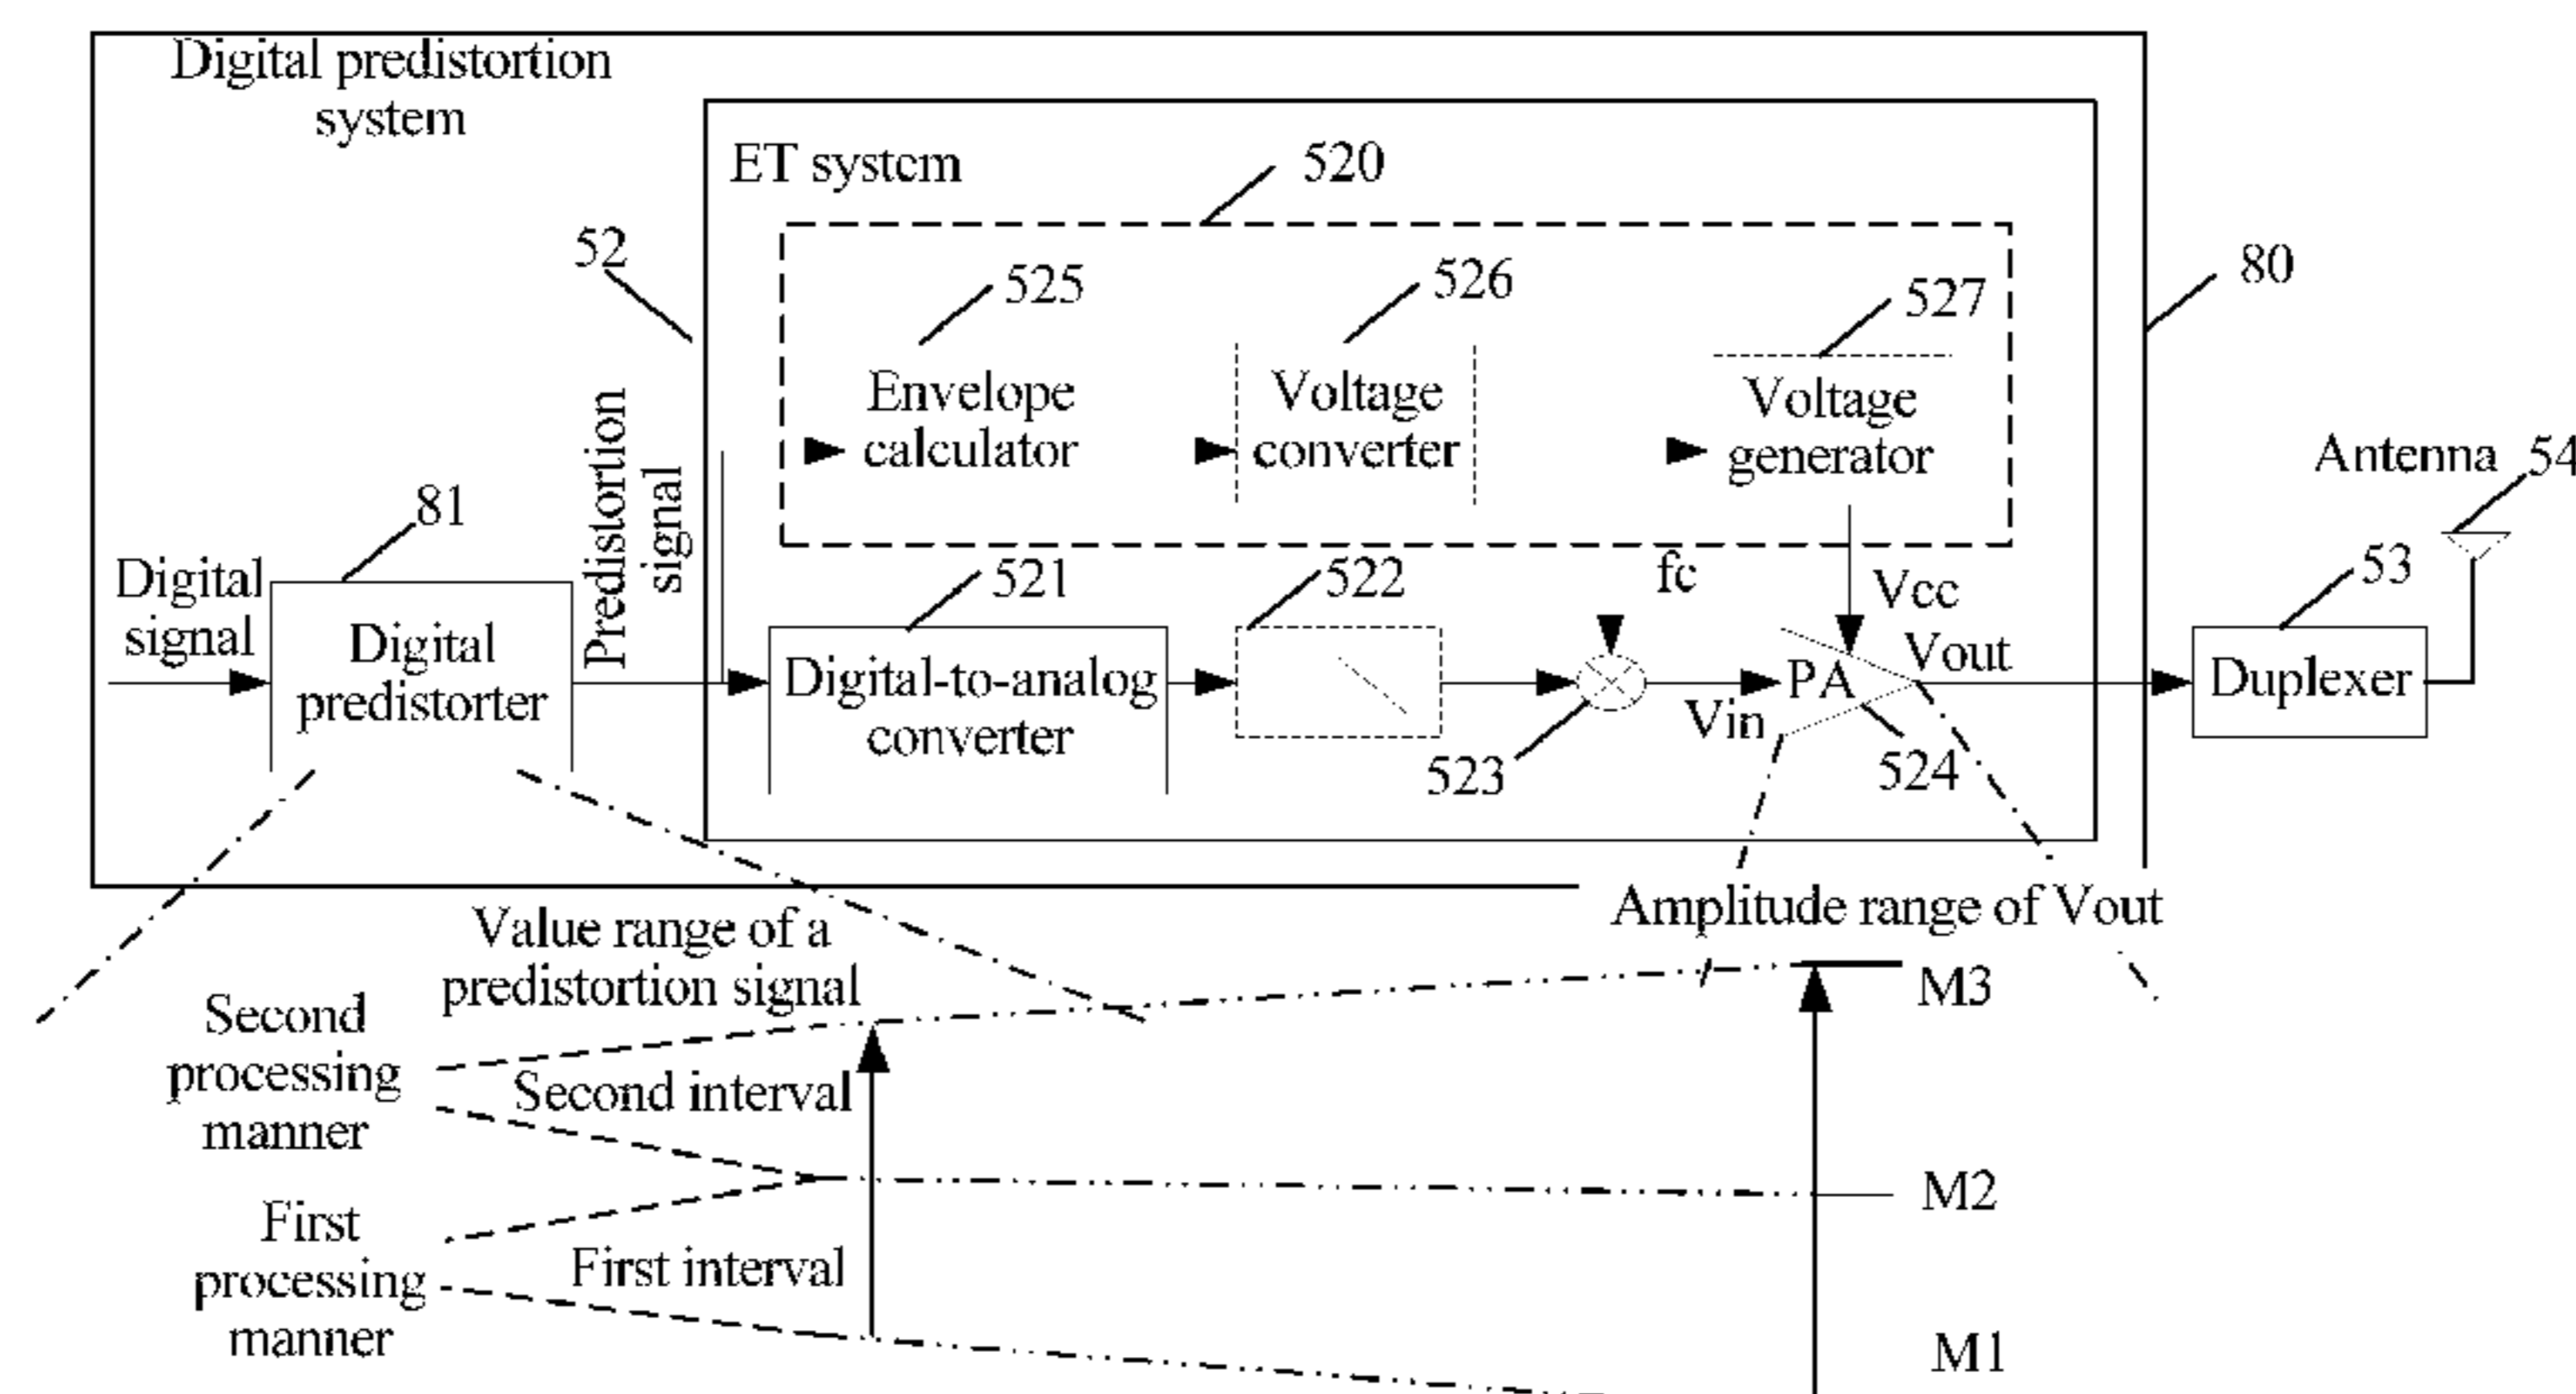 Digital predistortion
system
ET system
520
52
525
526
527
80
Envelope
calculator
Voltage
converter
Voltage
generator
Antenna 54
Predistortion
signal
81
Digital
signal
Digital
predistorter
521
522
fc
Vcc
53
Digital-to-analog
converter
523
Vin
PA
Vout
524
Duplexer
Value range of a
predistortion signal
Amplitude range of Vout
Second
processing
manner
Second interval
M3
M2
First
processing
manner
First interval
M1